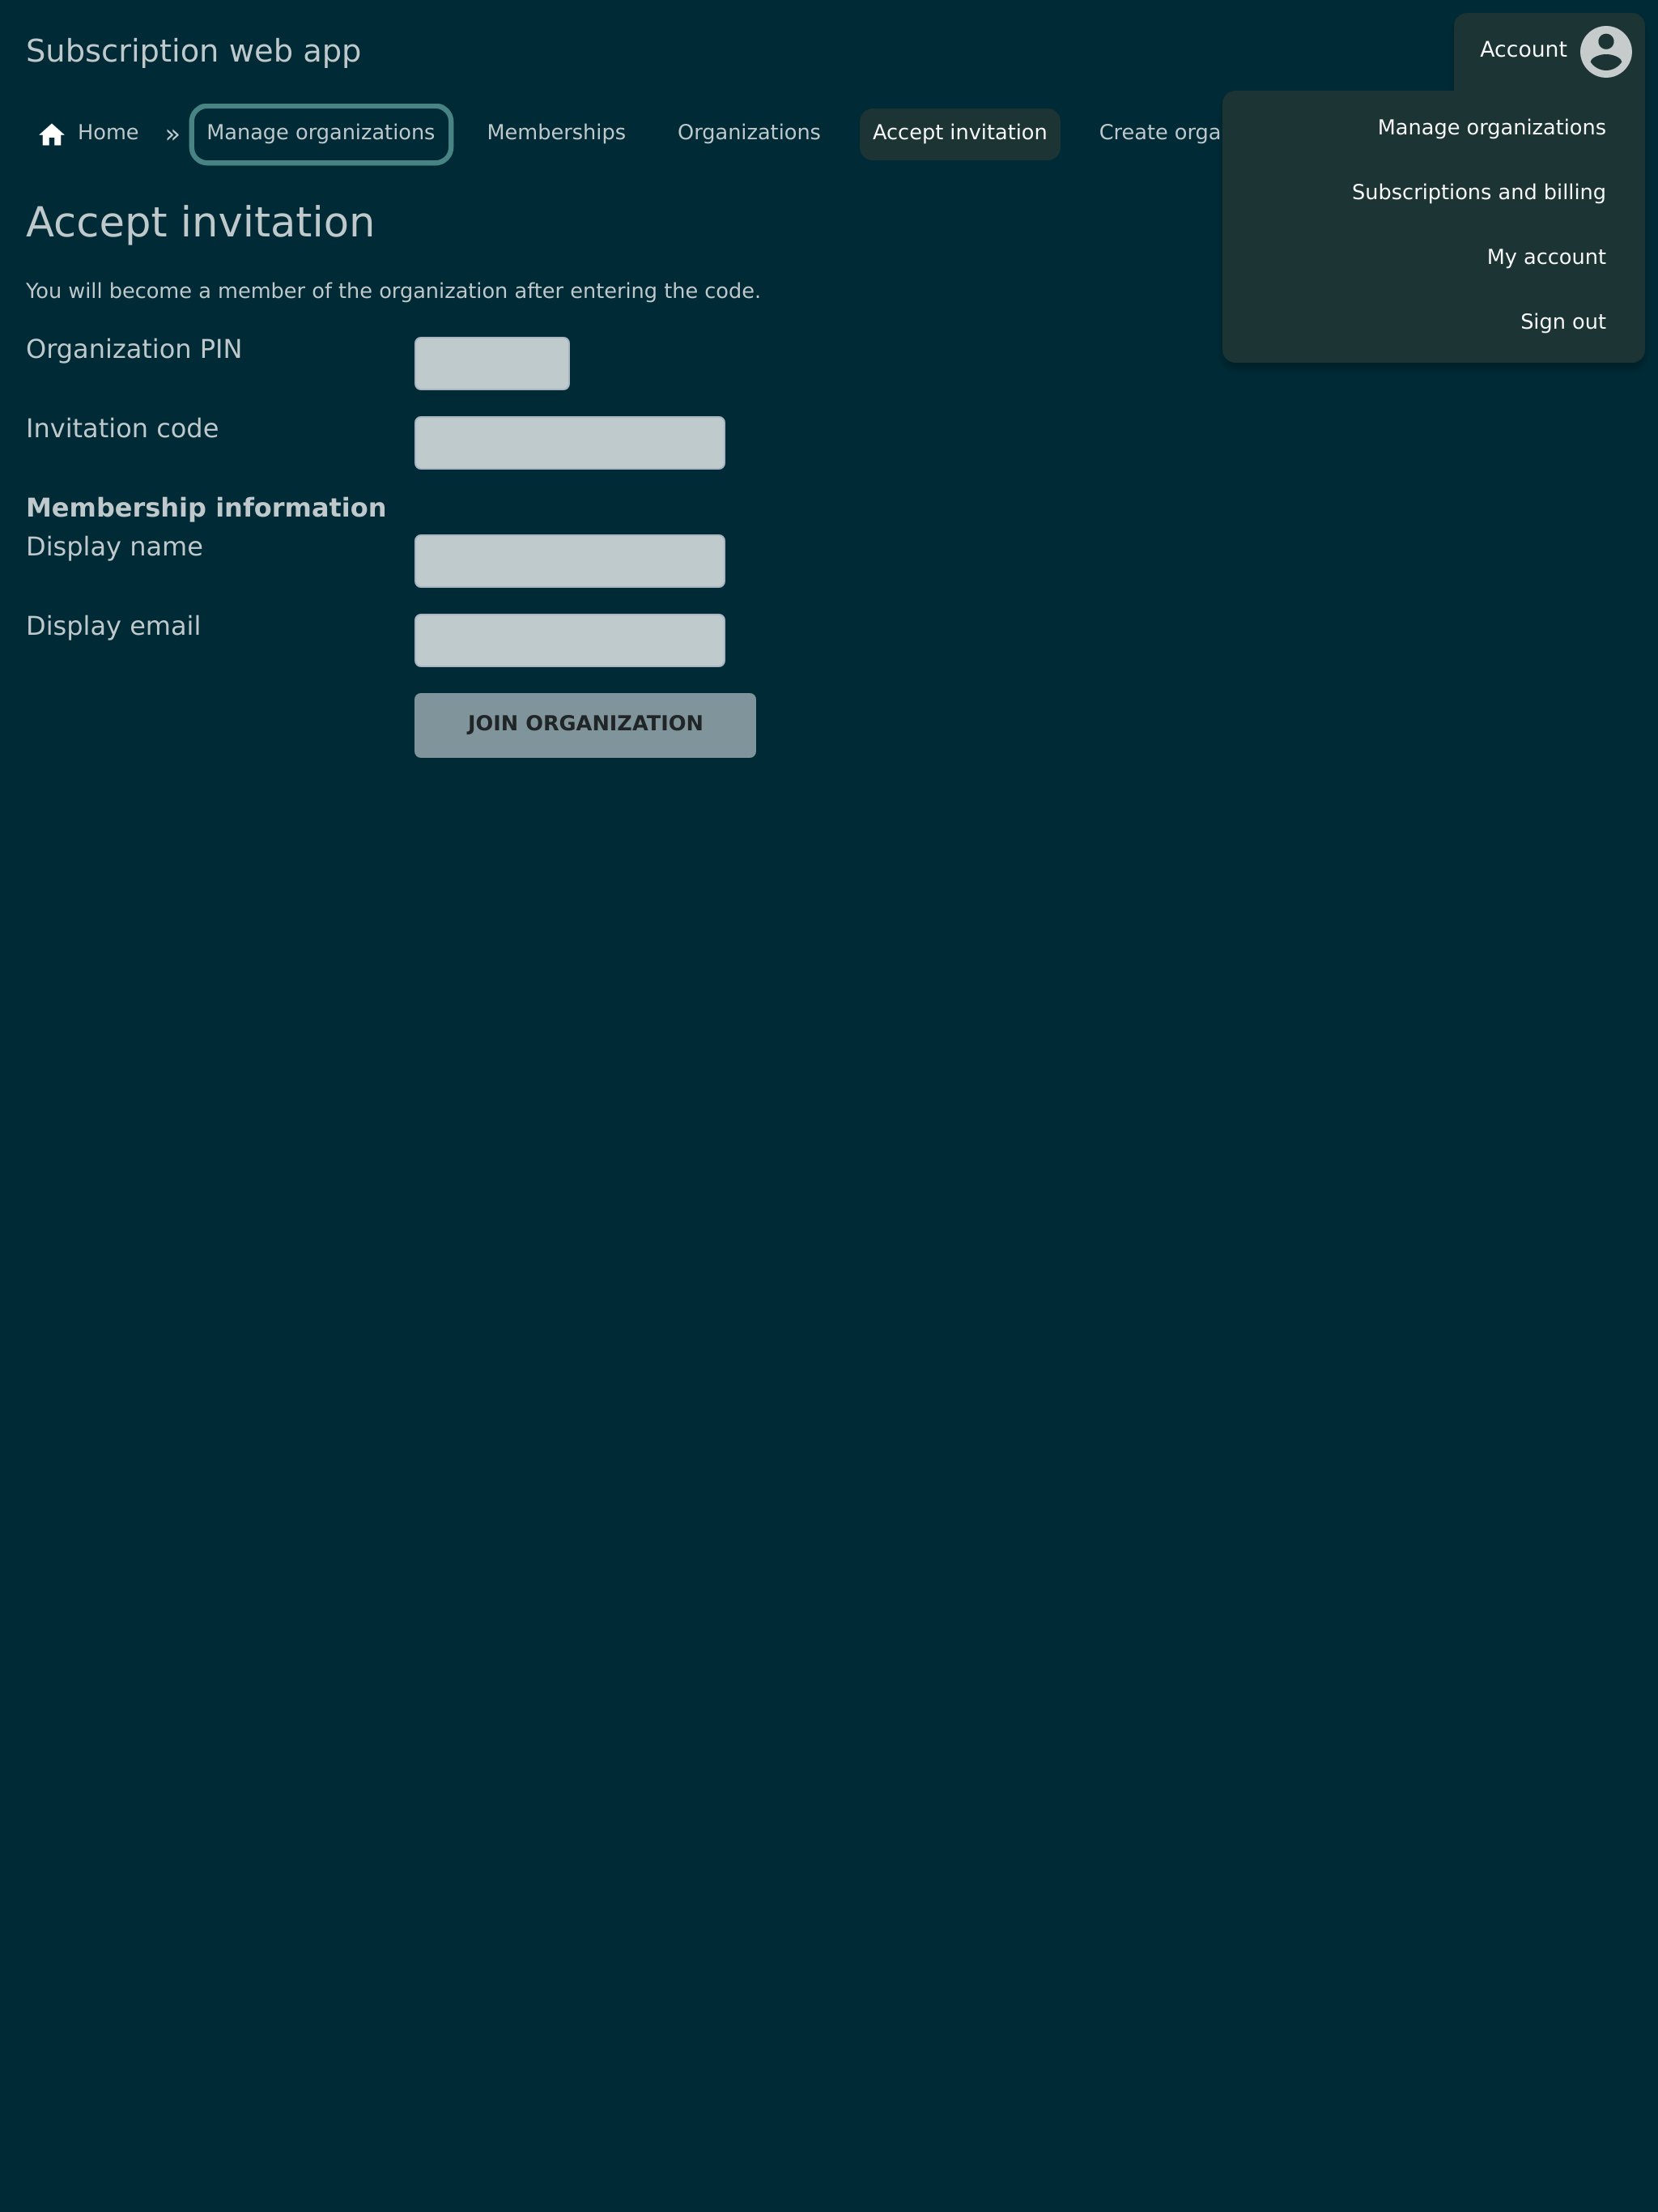 Subscription web app
Account
Home » Manage organizations Memberships Organizations Accept invitation Create orga
Manage organizations
Subscriptions and billing
My account
Sign out
Accept invitation
You will become a member of the organization after entering the code.
Organization PIN
Invitation code
Membership information
Display name
Display email
JOIN ORGANIZATION